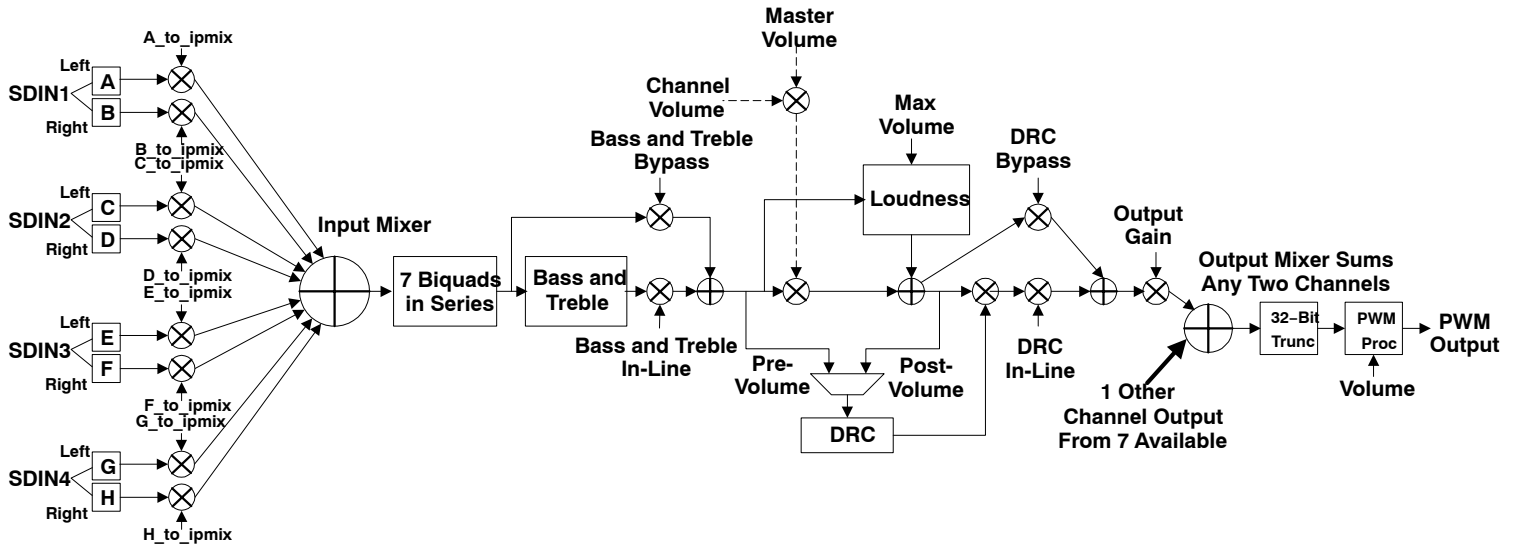 A_to_ipmix
Left
SDIN1
A
B
Right
B_to_ipmix
C_to_ipmix
Left
SDIN2
C
D
Right
D_to_ipmix
E_to_ipmix
Left
SDIN3
E
F
Right
F_to_ipmix
G_to_ipmix
Left
SDIN4
G
H
Right
H_to_ipmix
Input Mixer
7 Biquads
in Series
Bass and Treble
Bypass
Bass and
Treble
Bass and Treble
In-Line
Master
Volume
Channel
Volume
Max
Volume
Loudness
Pre-
Volume
Post-
Volume
DRC
DRC
Bypass
DRC
In-Line
Output
Gain
Output Mixer Sums
Any Two Channels
1 Other
Channel Output
From 7 Available
32−Bit
Trunc
PWM
Proc
Volume
PWM
Output